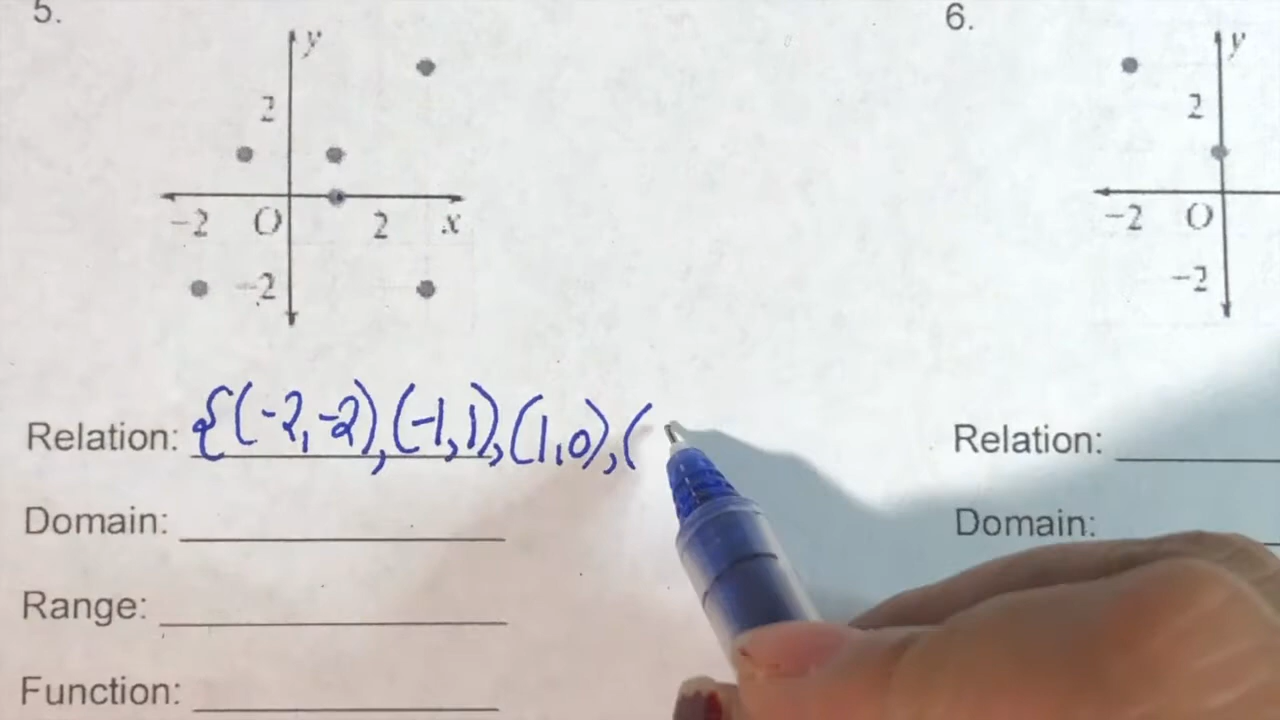 5.
y
2
-2 O 2 x
-2
Relation: {(-2,-2),(-1,1),(1,0),(
Domain:
Range:
Function:
6.
y
2
-2 O
-2
Relation:
Domain: